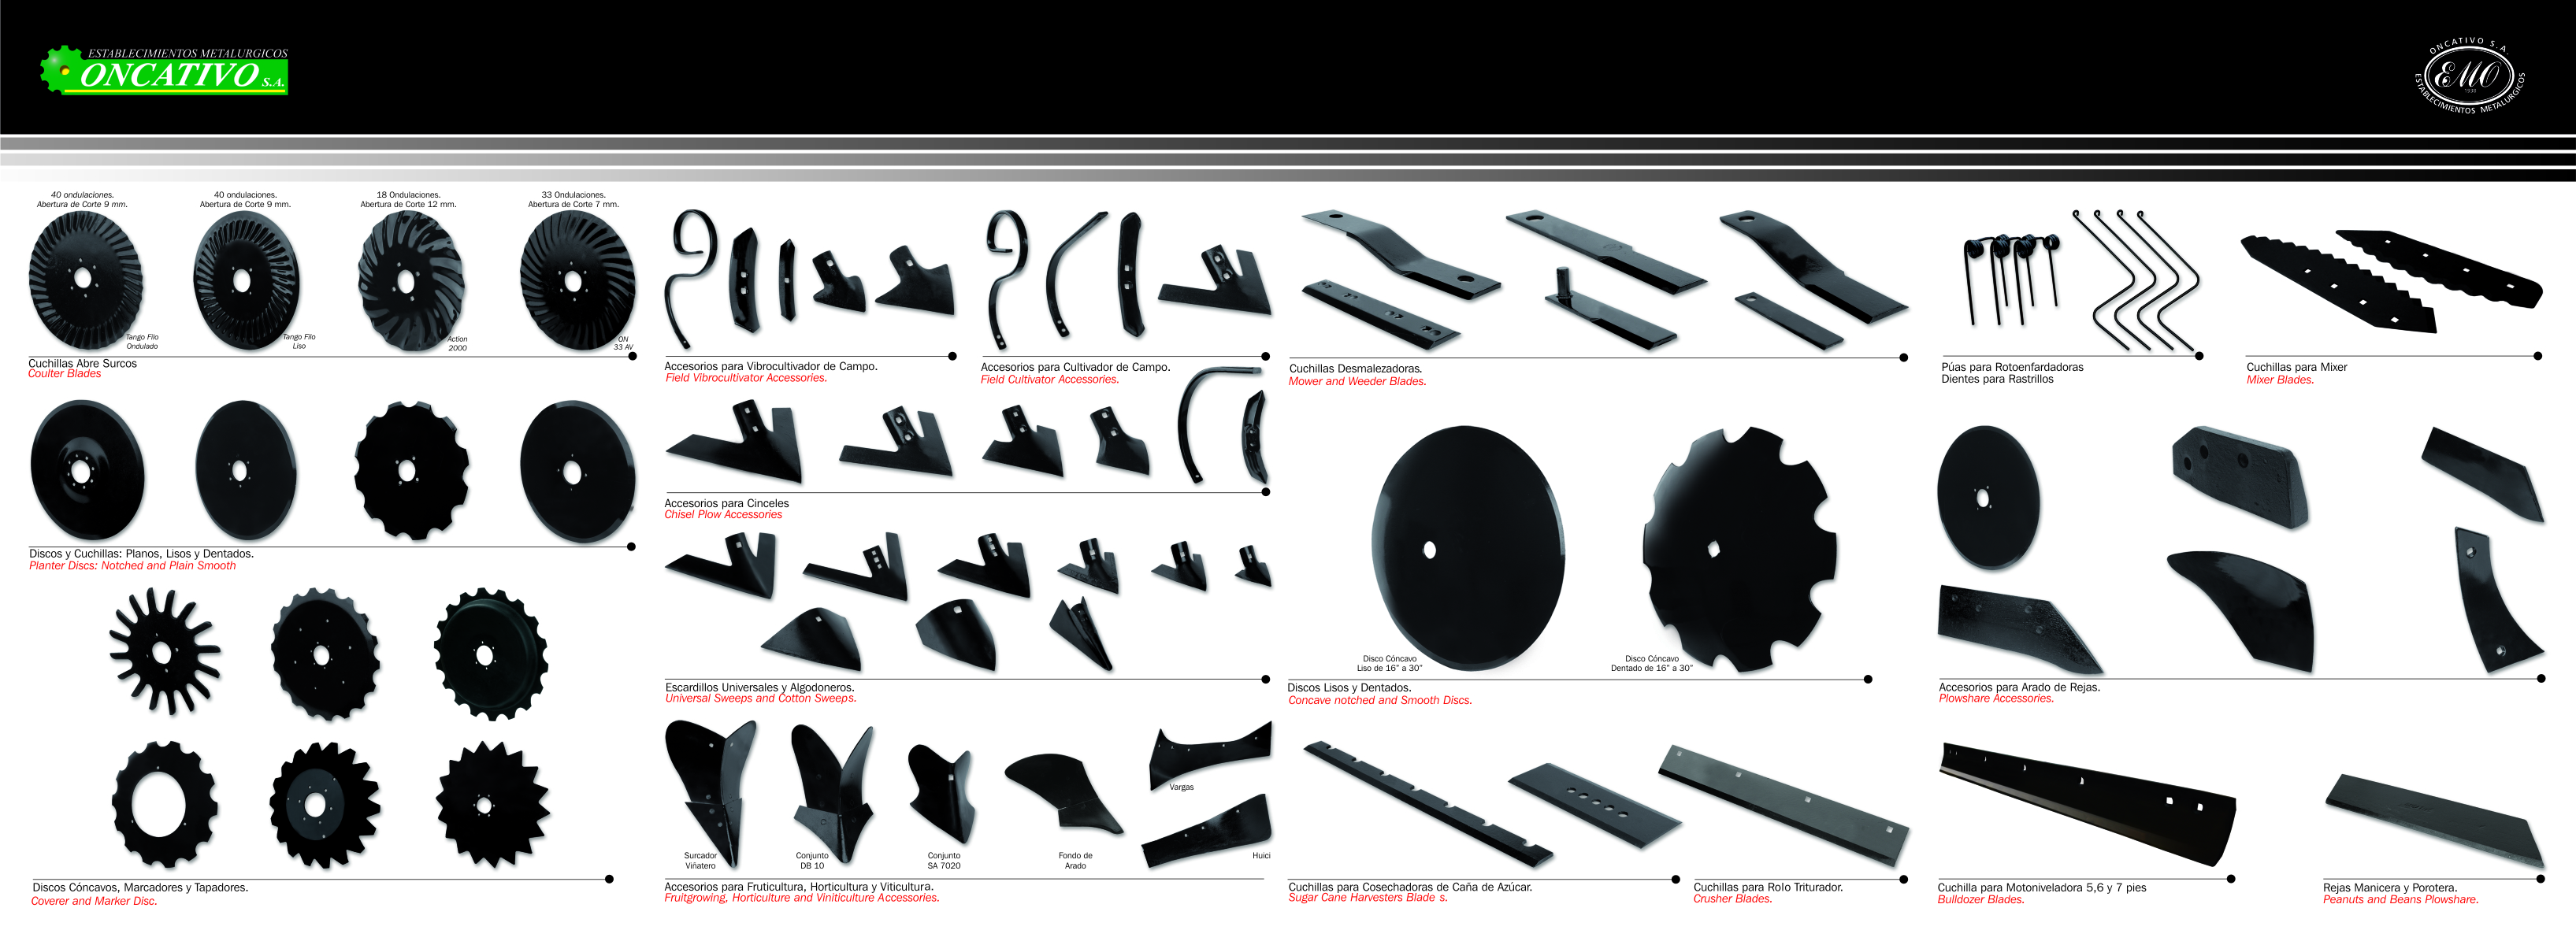 ESTABLECIMIENTOS METALURGICOS
ONCATIVO S.A.
ONCATIVO S.A.
EMO
1939
ESTABLECIMIENTOS METALURGICOS
40 ondulaciones.
Abertura de Corte 9 mm.
40 ondulaciones.
Abertura de Corte 9 mm.
18 Ondulaciones.
Abertura de Corte 12 mm.
33 Ondulaciones.
Abertura de Corte 7 mm.
Tango Filo
Ondulado
Tango Filo
Liso
Action
2000
ON
33 AV
Cuchillas Abre Surcos
Coulter Blades
Accesorios para Vibrocultivador de Campo.
Field Vibrocultivator Accessories.
Accesorios para Cultivador de Campo.
Field Cultivator Accessories.
Cuchillas Desmalezadoras.
Mower and Weeder Blades.
Púas para Rotoenfardadoras
Dientes para Rastrillos
Cuchillas para Mixer
Mixer Blades.
Discos y Cuchillas: Planos, Lisos y Dentados.
Planter Discs: Notched and Plain Smooth
Accesorios para Cinceles
Chisel Plow Accessories
Escardillos Universales y Algodoneros.
Universal Sweeps and Cotton Sweeps.
Disco Cóncavo
Liso de 16" a 30"
Disco Cóncavo
Dentado de 16" a 30"
Discos Lisos y Dentados.
Concave notched and Smooth Discs.
Accesorios para Arado de Rejas.
Plowshare Accessories.
Discos Cóncavos, Marcadores y Tapadores.
Coverer and Marker Disc.
Surcador
Viñatero
Conjunto
DB 10
Conjunto
SA 7020
Fondo de
Arado
Vargas
Huici
Accesorios para Fruticultura, Horticultura y Viticultura.
Fruitgrowing, Horticulture and Viniticulture Accessories.
Cuchillas para Cosechadoras de Caña de Azúcar.
Sugar Cane Harvesters Blade s.
Cuchillas para Rolo Triturador.
Crusher Blades.
Cuchilla para Motoniveladora 5,6 y 7 pies
Bulldozer Blades.
Rejas Manicera y Porotera.
Peanuts and Beans Plowshare.